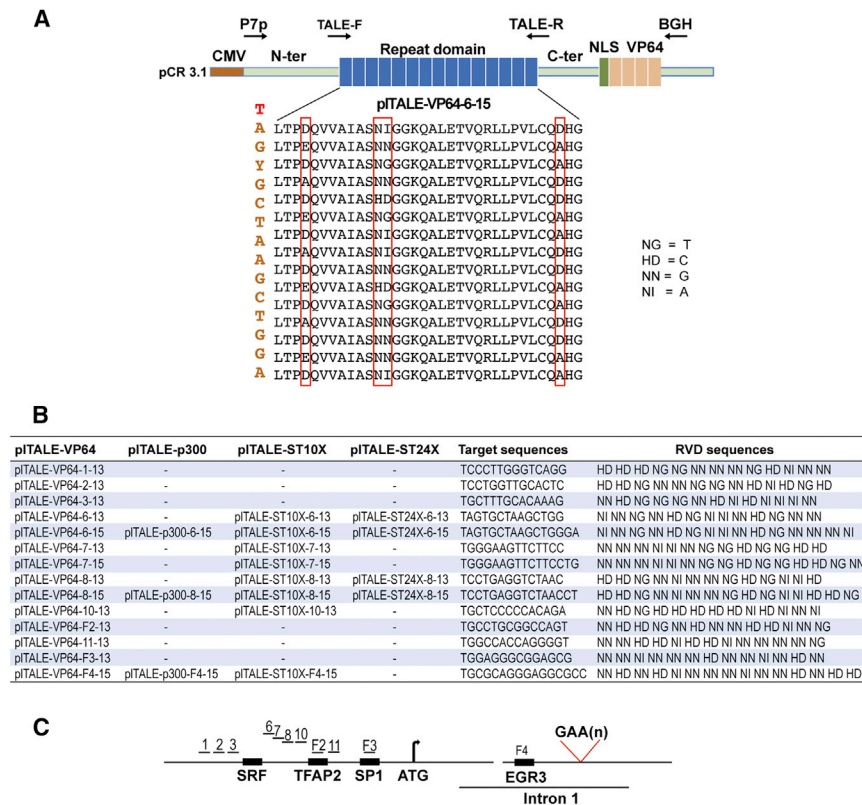 A
P7p
TALE-F
TALE-R
BGH
CMV
N-ter
Repeat domain
C-ter
NLS VP64
pCR 3.1
pITALE-VP64-6-15
T
A
G
Y
G
C
T
A
A
G
C
T
G
G
A
LTPDQVVAIASNIGGKQALETVQRLLPVLCQDHG
LTPEQVVAIASNNGGKQALETVQRLLPVLCQAHG
LTPDQVVAIASNGGGKQALETVQRLLPVLCQAHG
LTPAQVVAIASNNGGKQALETVQRLLPVLCQDHG
LTPDQVVAIASHDGGKQALETVQRLLPVLCQDHG
LTPEQVVAIASNGGGKQALETVQRLLPVLCQAHG
LTPDQVVAIASNIGGKQALETVQRLLPVLCQAHG
LTPAQVVAIASNIGGKQALETVQRLLPVLCQDHG
LTPDQVVAIASNNGGKQALETVQRLLPVLCQDHG
LTPEQVVAIASHDGGKQALETVQRLLPVLCQAHG
LTPDQVVAIASNGGGKQALETVQRLLPVLCQAHG
LTPAQVVAIASNNGGKQALETVQRLLPVLCQDHG
LTPDQVVAIASNNGGKQALETVQRLLPVLCQDHG
LTPEQVVAIASNNGGKQALETVQRLLPVLCQAHG
LTPDQVVAIASNIGGKQALETVQRLLPVLCQAHG
NG = T
HD = C
NN = G
NI = A
B
pITALE-VP64 pITALE-p300 pITALE-ST10X pITALE-ST24X Target sequences RVD sequences
pITALE-VP64-1-13 - - - TCCCTTGGGTCAGG HD HD HD NG NG NN NN NN NG HD NI NN NN
pITALE-VP64-2-13 - - - TCCTGGTTGCACTC HD HD NG NN NN NG NG NN HD NI HD NG HD
pITALE-VP64-3-13 - - - TGCTTTGCACAAAG NN HD NG NG NG NN HD NI HD NI NI NI NN
pITALE-VP64-6-13 - pITALE-ST10X-6-13 pITALE-ST24X-6-13 TAGTGCTAAGCTGG NI NN NG NN HD NG NI NI NN HD NG NN NN
pITALE-VP64-6-15 pITALE-p300-6-15 pITALE-ST10X-6-15 pITALE-ST24X-6-15 TAGTGCTAAGCTGGGA NI NN NG NN HD NG NI NI NN HD NG NN NN NN NI
pITALE-VP64-7-13 - pITALE-ST10X-7-13 - TGGGAAGTTCTTCC NN NN NN NI NI NN NG NG HD NG NG HD HD
pITALE-VP64-7-15 - pITALE-ST10X-7-15 - TGGGAAGTTCTTCCTG NN NN NN NI NI NN NG NG HD NG NG HD HD NG NN
pITALE-VP64-8-13 - pITALE-ST10X-8-13 pITALE-ST24X-8-13 TCCTGAGGTCTAAC HD HD NG NN NI NN NN NG HD NG NI NI HD
pITALE-VP64-8-15 pITALE-p300-8-15 pITALE-ST10X-8-15 pITALE-ST24X-8-15 TCCTGAGGTCTAACCT HD HD NG NN NI NN NN NG HD NG NI NI HD HD NG
pITALE-VP64-10-13 - pITALE-ST10X-10-13 - TGCTCCCCCACAGA NN HD NG HD HD HD HD HD NI HD NI NN NI
pITALE-VP64-F2-13 - - - TGCCTGCGGCCAGT NN HD HD NG NN HD NN NN HD HD NI NN NG
pITALE-VP64-11-13 - - - TGGCCACCAGGGGT NN NN HD HD NI HD HD NI NN NN NN NN NG
pITALE-VP64-F3-13 - - - TGGAGGGCGGAGCG NN NN NI NN NN NN HD NN NN NI NN HD NN
pITALE-VP64-F4-15 pITALE-p300-F4-15 pITALE-ST10X-F4-15 - TGCGCAGGGAGGCGCC NN HD NN HD NI NN NN NN NI NN NN HD NN HD HD
C
1 2 3 6 7 8 10 F2 11 F3 F4 GAA(n)
SRF TFAP2 SP1 ATG EGR3
Intron 1